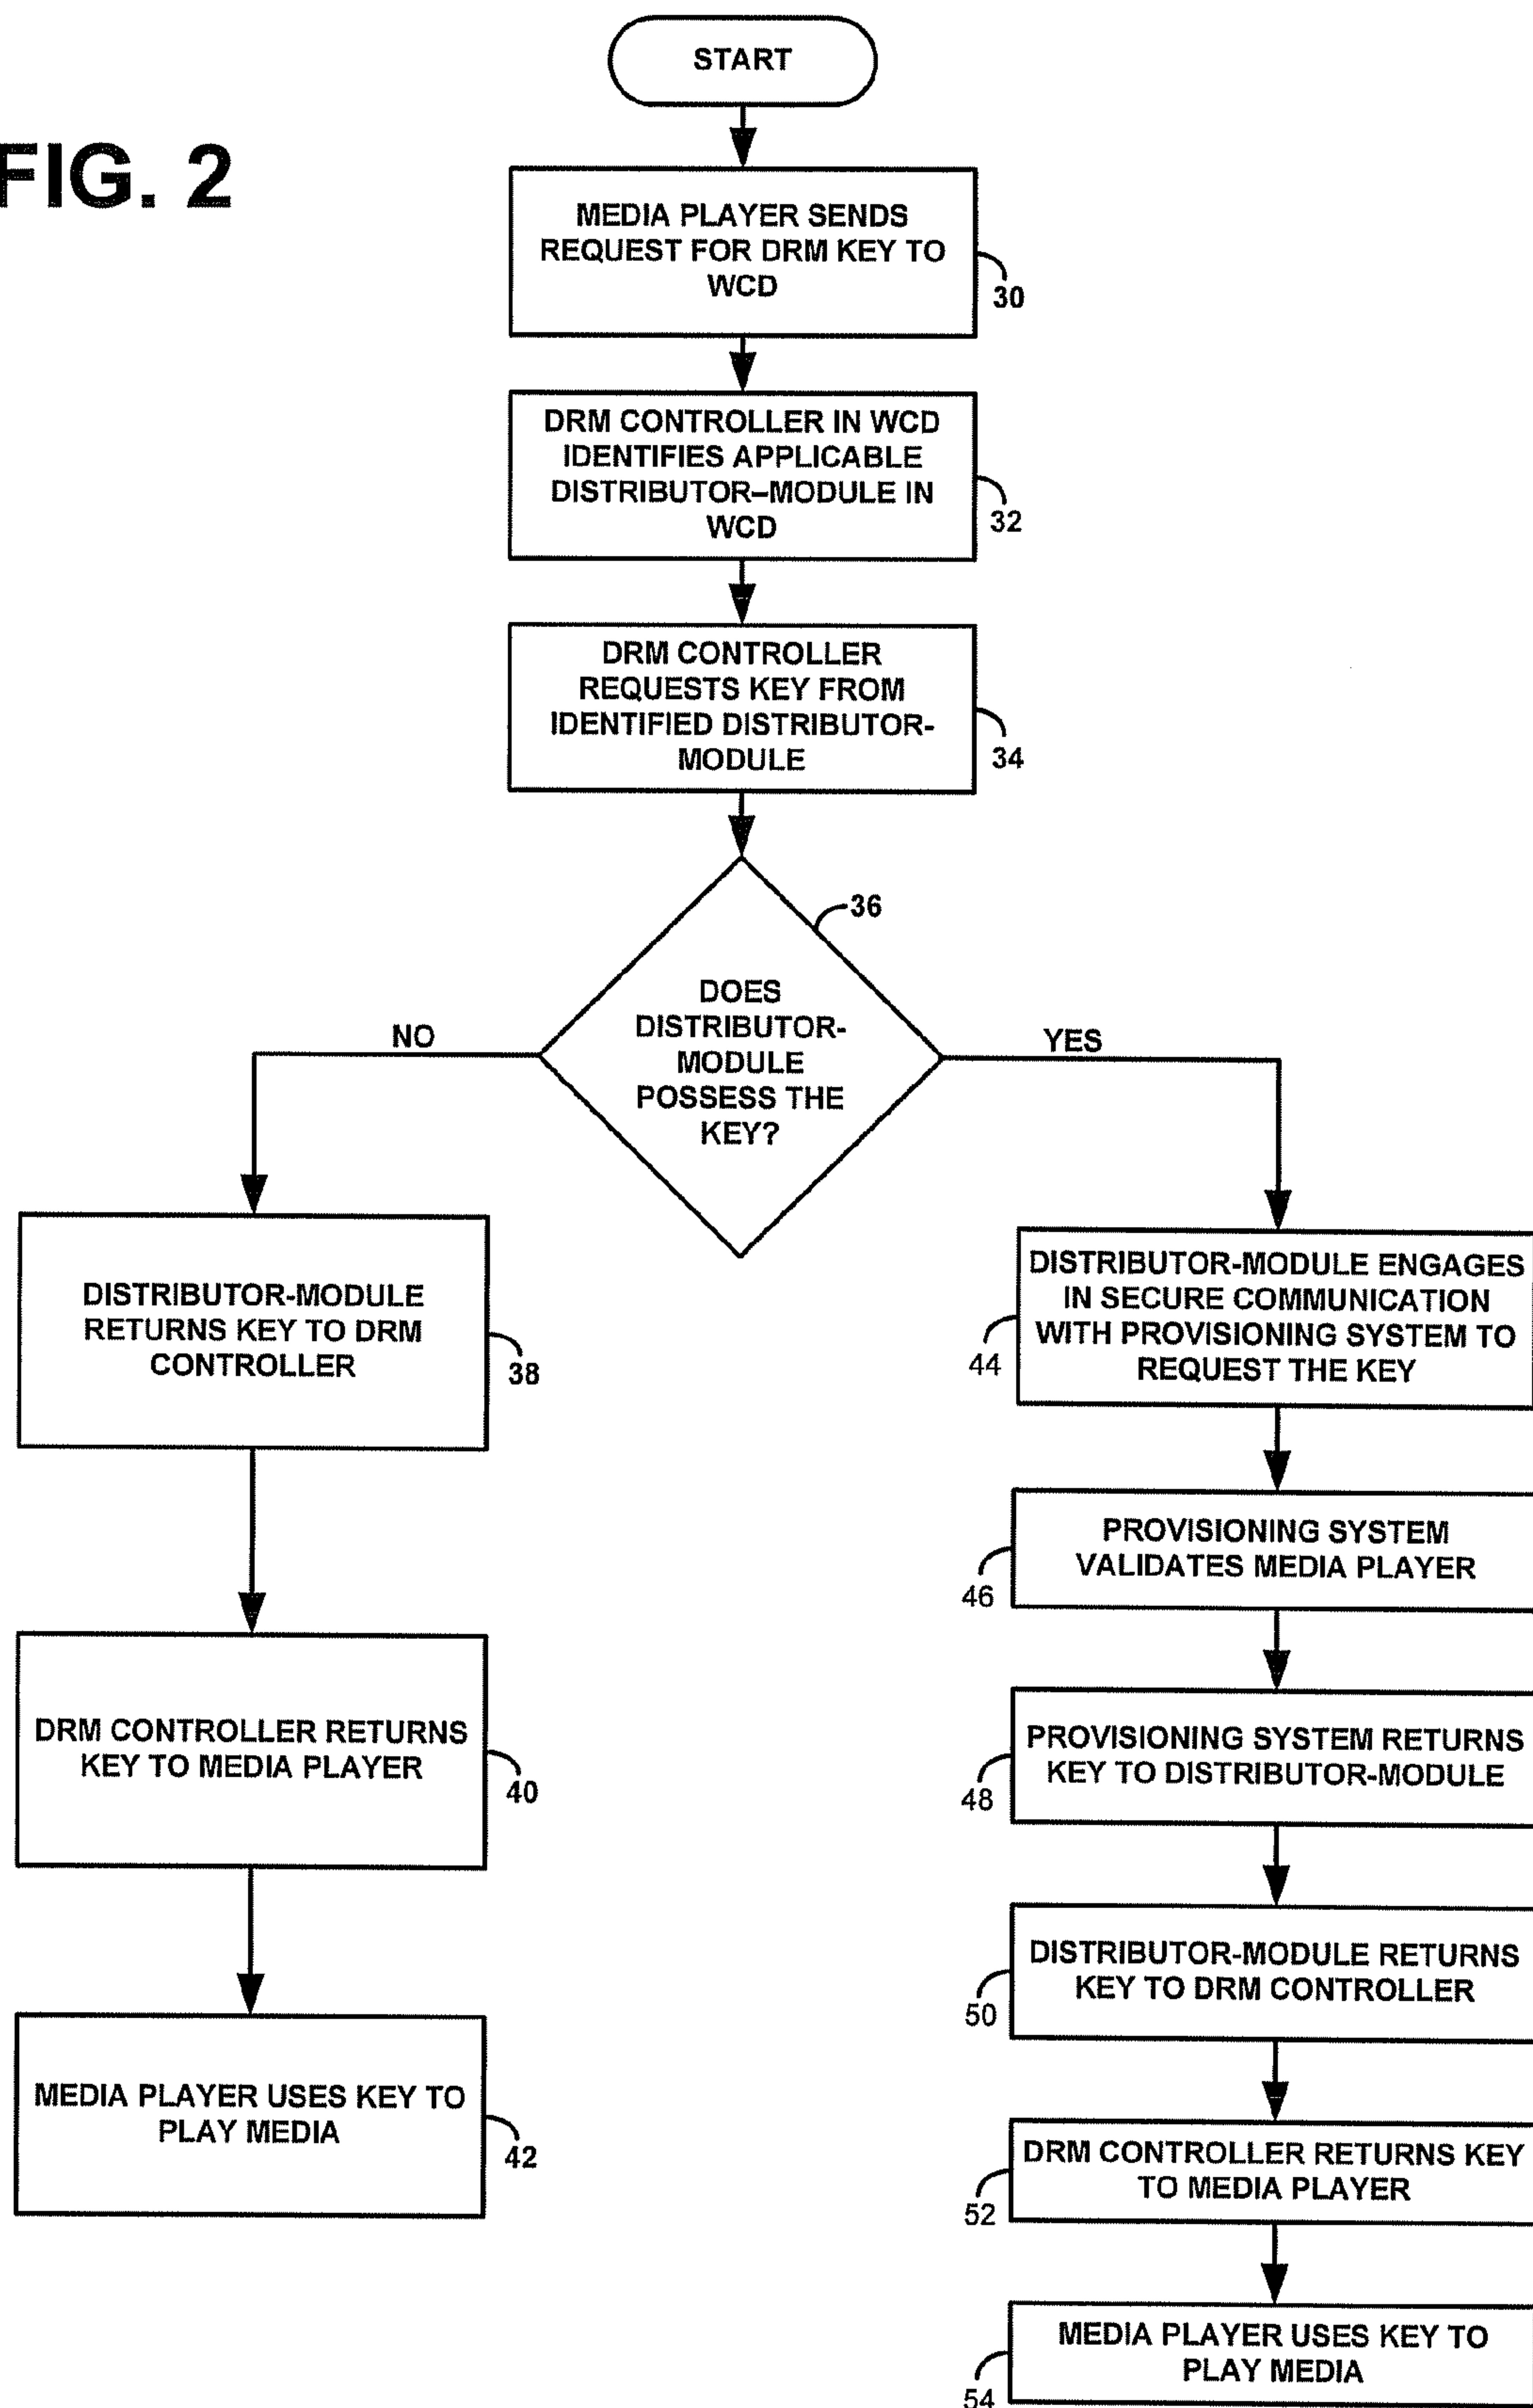 FIG. 2
START
MEDIA PLAYER SENDS
REQUEST FOR DRM KEY TO
WCD
30
DRM CONTROLLER IN WCD
IDENTIFIES APPLICABLE
DISTRIBUTOR–MODULE IN
WCD
32
DRM CONTROLLER
REQUESTS KEY FROM
IDENTIFIED DISTRIBUTOR-
MODULE
34
36
DOES
DISTRIBUTOR-
MODULE
POSSESS THE
KEY?
NO
YES
DISTRIBUTOR-MODULE
RETURNS KEY TO DRM
CONTROLLER
38
DRM CONTROLLER RETURNS
KEY TO MEDIA PLAYER
40
MEDIA PLAYER USES KEY TO
PLAY MEDIA
42
DISTRIBUTOR-MODULE ENGAGES
IN SECURE COMMUNICATION
WITH PROVISIONING SYSTEM TO
REQUEST THE KEY
44
PROVISIONING SYSTEM
VALIDATES MEDIA PLAYER
46
PROVISIONING SYSTEM RETURNS
KEY TO DISTRIBUTOR-MODULE
48
DISTRIBUTOR-MODULE RETURNS
KEY TO DRM CONTROLLER
50
DRM CONTROLLER RETURNS KEY
TO MEDIA PLAYER
52
MEDIA PLAYER USES KEY TO
PLAY MEDIA
54